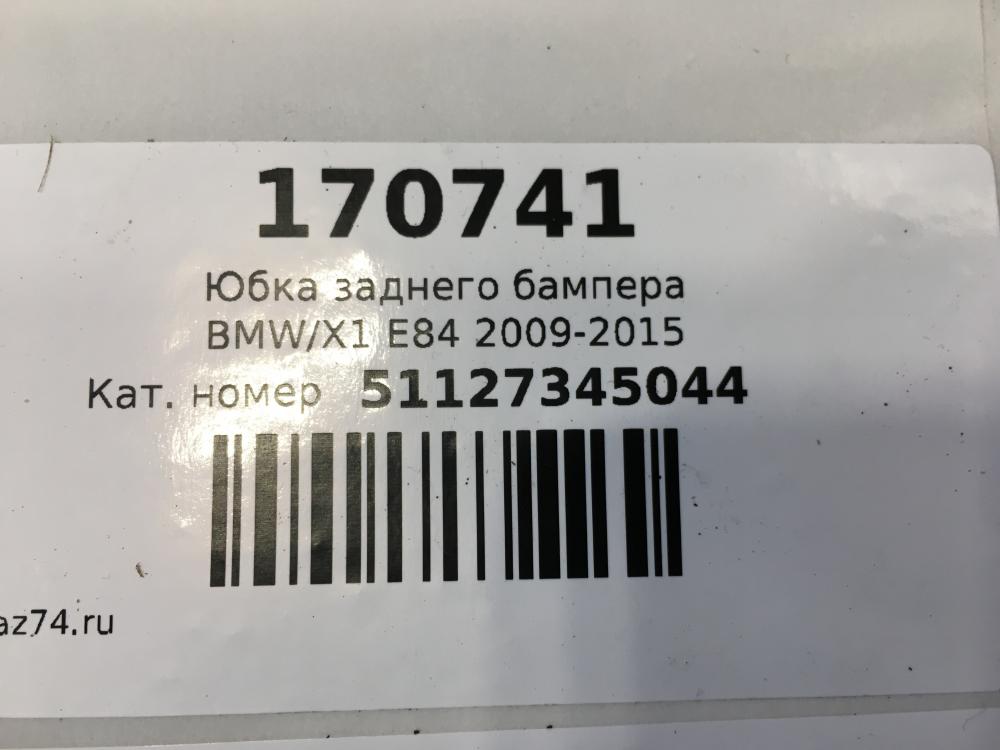 170741
Юбка заднего бампера
BMW/X1 E84 2009-2015
Кат. номер 51127345044
az74.ru